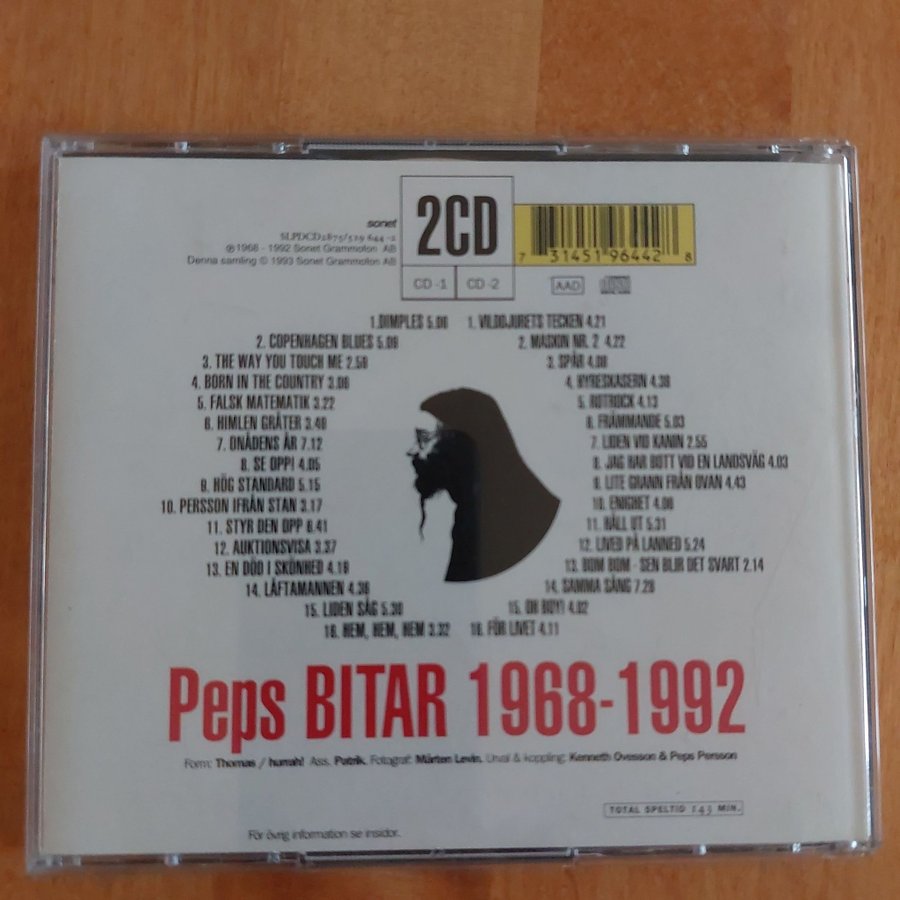 sonet
SLPDCD2875/519 644-2
℗1968 - 1992 Sonet Grammofon AB
Denna samling © 1993 Sonet Grammofon AB
2CD
CD -1
CD -2
7 31451 96442 8
AAD
1.DIMPLES 5.06
2. COPENHAGEN BLUES 5.09
3. THE WAY YOU TOUCH ME 2.58
4. BORN IN THE COUNTRY 3.06
5. FALSK MATEMATIK 3.22
6. HIMLEN GRÅTER 3.48
7. ONÅDENS ÅR 7.12
8. SE OPP! 4.05
9. HÖG STANDARD 5.15
10. PERSSON IFRÅN STAN 3.17
11. STYR DEN OPP 6.41
12. AUKTIONSVISA 3.37
13. EN DÖD I SKÖNHED 4.18
14. LÅFTAMANNEN 4.36
15. LIDEN SÅG 5.30
16. HEM, HEM, HEM 3.32
1. VILDDJURETS TECKEN 4.21
2. MASKIN NR. 2 4.22
3. SPÅR 4.08
4. HYRESKASERN 4.38
5. ROTROCK 4.13
6. FRÄMMANDE 5.03
7. LIDEN VID KANIN 2.55
8. JAG HAR BOTT VID EN LANDSVÄG 4.03
9. LITE GRANN FRÅN OVAN 4.43
10. ENIGHET 4.08
11. HÅLL UT 5.31
12. LIVED PÅ LANNED 5.24
13. BOM BOM - SEN BLIR DET SVART 2.14
14. SAMMA SÅNG 7.28
15. OH BOY! 4.02
16. FÖR LIVET 4.11
Peps BITAR 1968-1992
Form: Thomas / hurrah! Ass. Patrik. Fotograf: Mårten Levin. Urval & koppling: Kenneth Ovesson & Peps Persson
TOTAL SPELTID 145 MIN.
För övrig information se insidor.